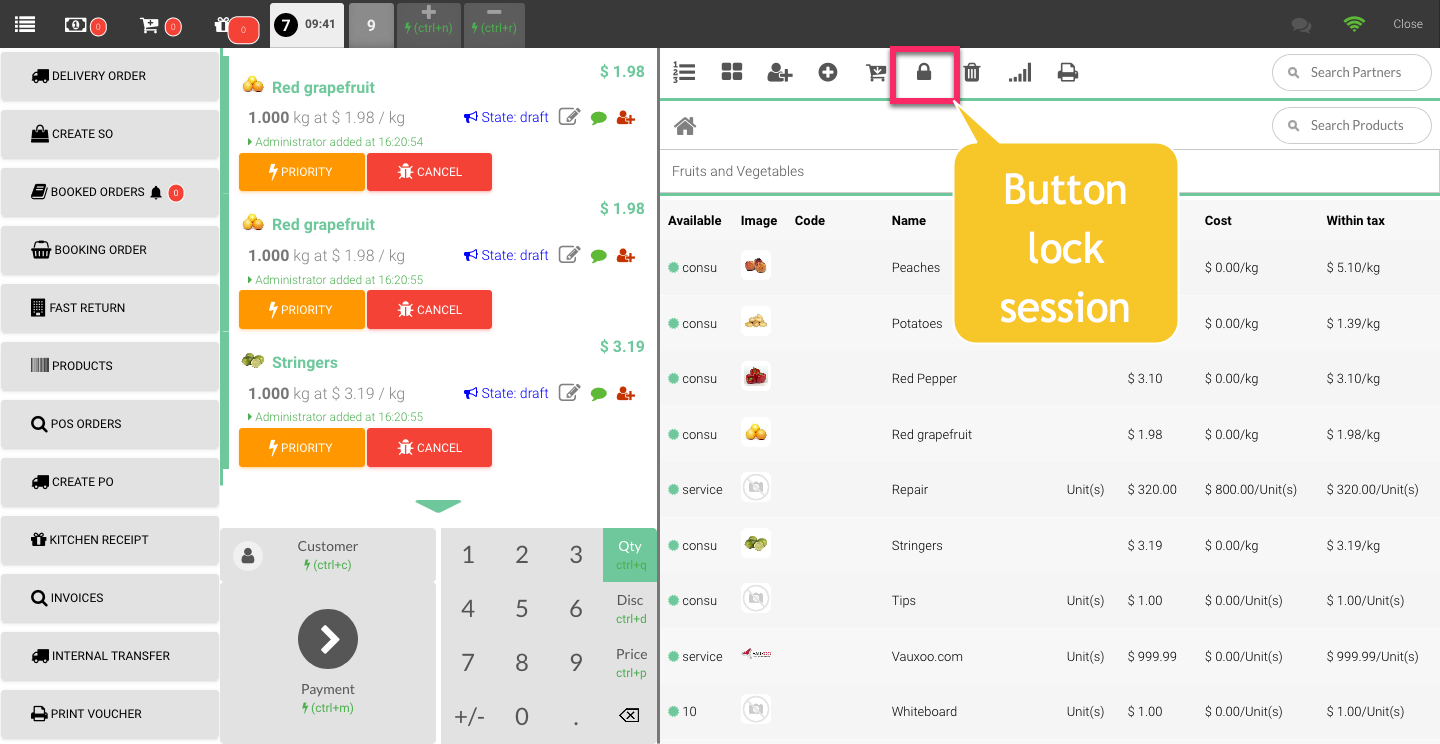 0
0
0
7 09:41
9
(ctrl+n)
(ctrl+r)
Close
DELIVERY ORDER
CREATE SO
BOOKED ORDERS 0
BOOKING ORDER
FAST RETURN
PRODUCTS
POS ORDERS
CREATE PO
KITCHEN RECEIPT
INVOICES
INTERNAL TRANSFER
PRINT VOUCHER
$ 1.98
Red grapefruit
1.000 kg at $ 1.98 / kg State: draft
Administrator added at 16:20:54
PRIORITY CANCEL
$ 1.98
Red grapefruit
1.000 kg at $ 1.98 / kg State: draft
Administrator added at 16:20:55
PRIORITY CANCEL
$ 3.19
Stringers
1.000 kg at $ 3.19 / kg State: draft
Administrator added at 16:20:55
PRIORITY CANCEL
Customer
(ctrl+c)
Payment
(ctrl+m)
1 2 3 Qty
ctrl+q
4 5 6 Disc
ctrl+d
7 8 9 Price
ctrl+p
+/- 0 .
Search Partners
Search Products
Fruits and Vegetables
Button
lock
session
Available Image Code Name Cost Within tax
consu Peaches $ 0.00/kg $ 5.10/kg
consu Potatoes $ 0.00/kg $ 1.39/kg
consu Red Pepper $ 3.10 $ 0.00/kg $ 3.10/kg
consu Red grapefruit $ 1.98 $ 0.00/kg $ 1.98/kg
service Repair Unit(s) $ 320.00 $ 800.00/Unit(s) $ 320.00/Unit(s)
consu Stringers $ 3.19 $ 0.00/kg $ 3.19/kg
consu Tips Unit(s) $ 1.00 $ 0.00/Unit(s) $ 1.00/Unit(s)
service VAUXOO Vauxoo.com Unit(s) $ 999.99 $ 0.00/Unit(s) $ 999.99/Unit(s)
10 Whiteboard Unit(s) $ 1.00 $ 0.00/Unit(s) $ 1.00/Unit(s)